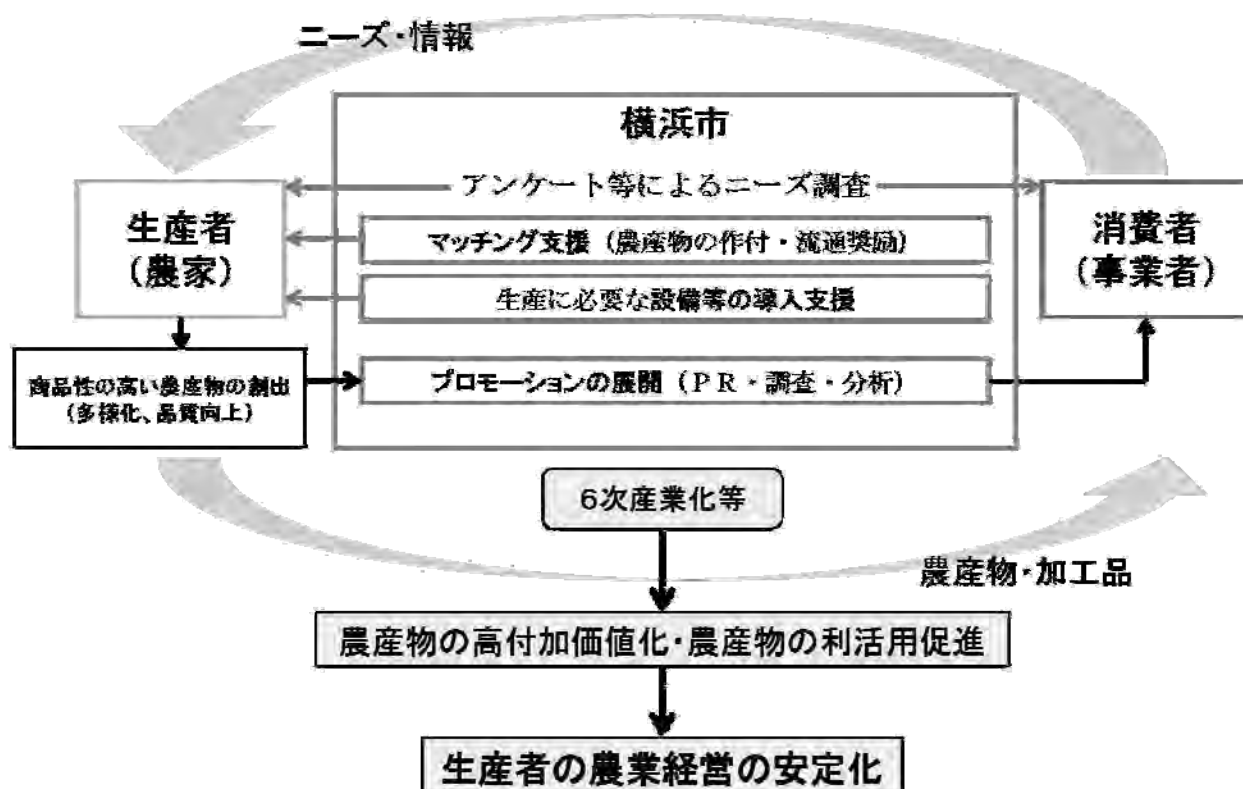 ニーズ・情報
横浜市
アンケート等によるニーズ調査
生産者
（農家）
マッチング支援（農産物の作付・流通奨励）
消費者
（事業者）
生産に必要な設備等の導入支援
商品性の高い農産物の創出
（多様化、品質向上）
プロモーションの展開（ＰＲ・調査・分析）
６次産業化等
農産物・加工品
農産物の高付加価値化・農産物の利活用促進
生産者の農業経営の安定化